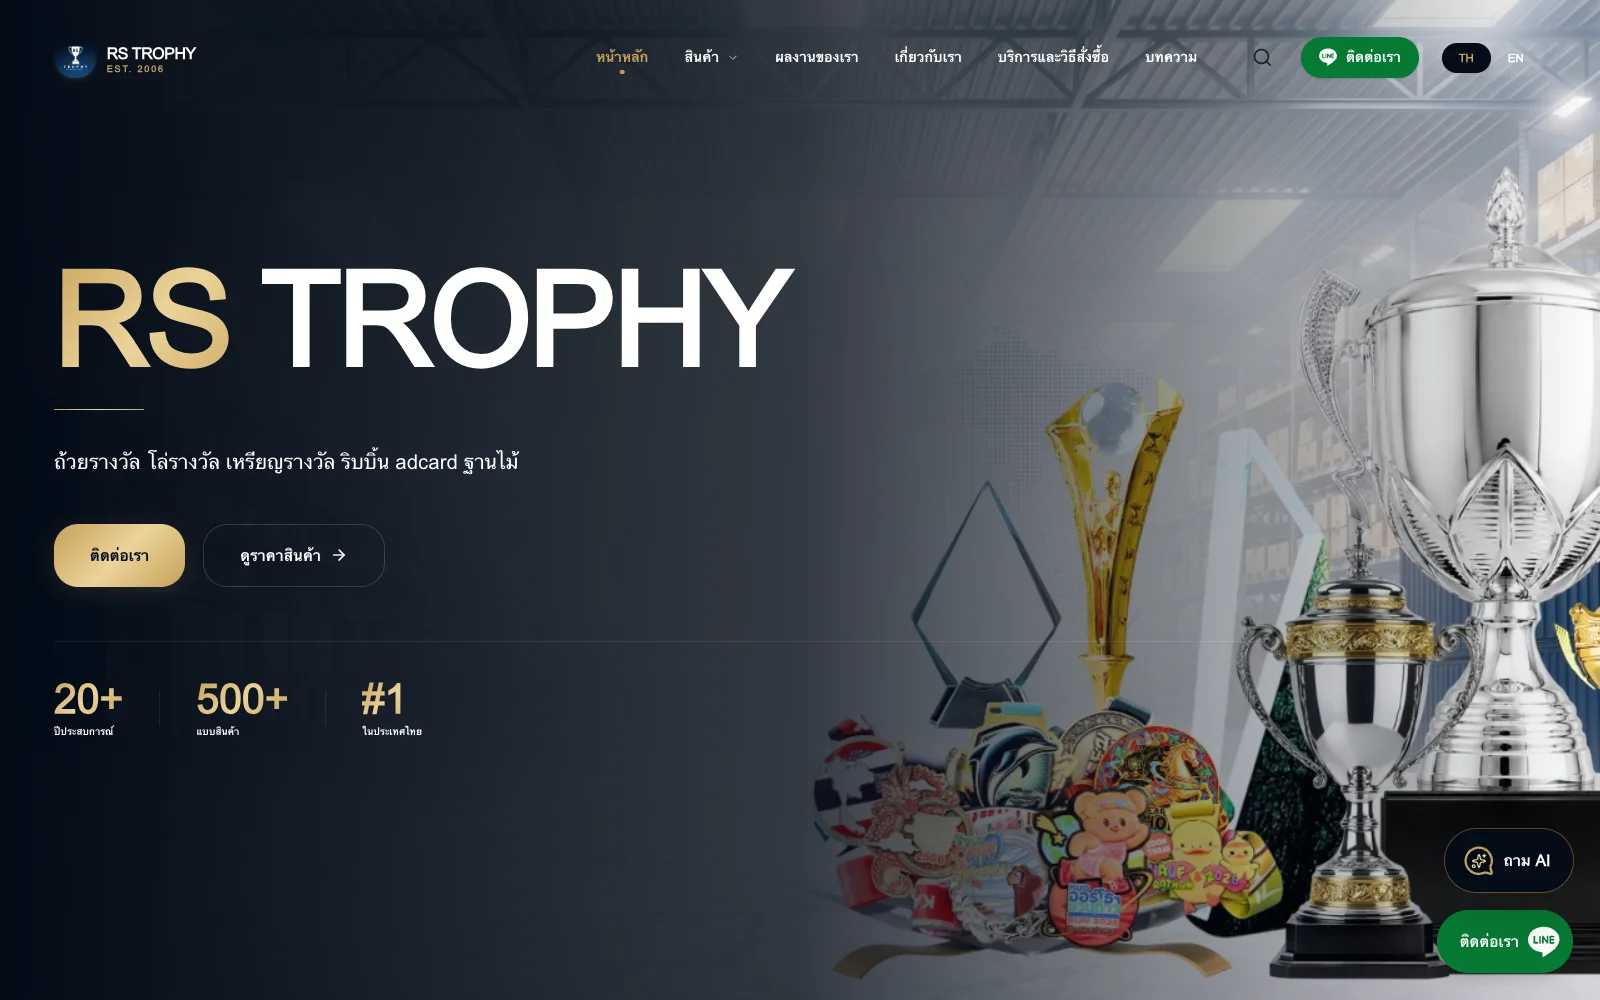 RS TROPHY
EST. 2006
หน้าหลัก
สินค้า
ผลงานของเรา
เกี่ยวกับเรา
บริการและวิธีสั่งซื้อ
บทความ
LINE ติดต่อเรา
TH
EN
RS TROPHY
ถ้วยรางวัล โล่รางวัล เหรียญรางวัล ริบบิ้น adcard ฐานไม้
ติดต่อเรา
ดูราคาสินค้า
20+
ปีประสบการณ์
500+
แบบสินค้า
#1
ในประเทศไทย
ถาม AI
ติดต่อเรา LINE